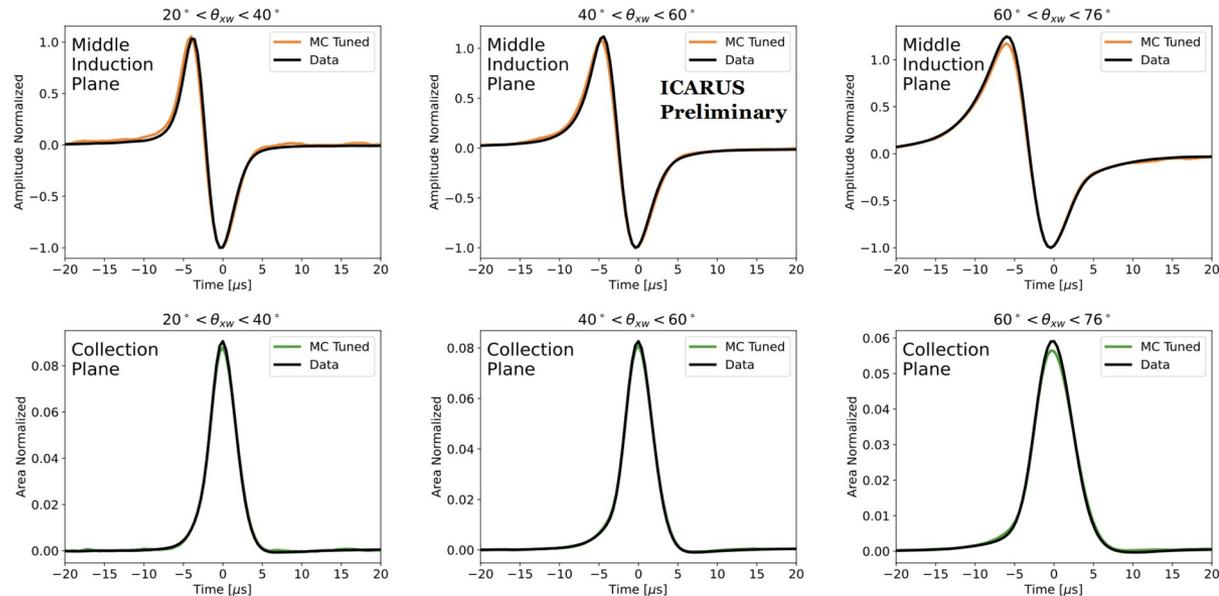 20° < θxw < 40°
Middle
Induction
Plane
MC Tuned
Data
Amplitude Normalized
1.0
0.5
0.0
−0.5
−1.0
−20 −15 −10 −5 0 5 10 15 20
Time [μs]
40° < θxw < 60°
Middle
Induction
Plane
MC Tuned
Data
ICARUS
Preliminary
Amplitude Normalized
1.0
0.5
0.0
−0.5
−1.0
−20 −15 −10 −5 0 5 10 15 20
Time [μs]
60° < θxw < 76°
Middle
Induction
Plane
MC Tuned
Data
Amplitude Normalized
1.0
0.5
0.0
−0.5
−1.0
−20 −15 −10 −5 0 5 10 15 20
Time [μs]
20° < θxw < 40°
Collection
Plane
MC Tuned
Data
Area Normalized
0.08
0.06
0.04
0.02
0.00
−20 −15 −10 −5 0 5 10 15 20
Time [μs]
40° < θxw < 60°
Collection
Plane
MC Tuned
Data
Area Normalized
0.08
0.06
0.04
0.02
0.00
−20 −15 −10 −5 0 5 10 15 20
Time [μs]
60° < θxw < 76°
Collection
Plane
MC Tuned
Data
Area Normalized
0.06
0.05
0.04
0.03
0.02
0.01
0.00
−20 −15 −10 −5 0 5 10 15 20
Time [μs]